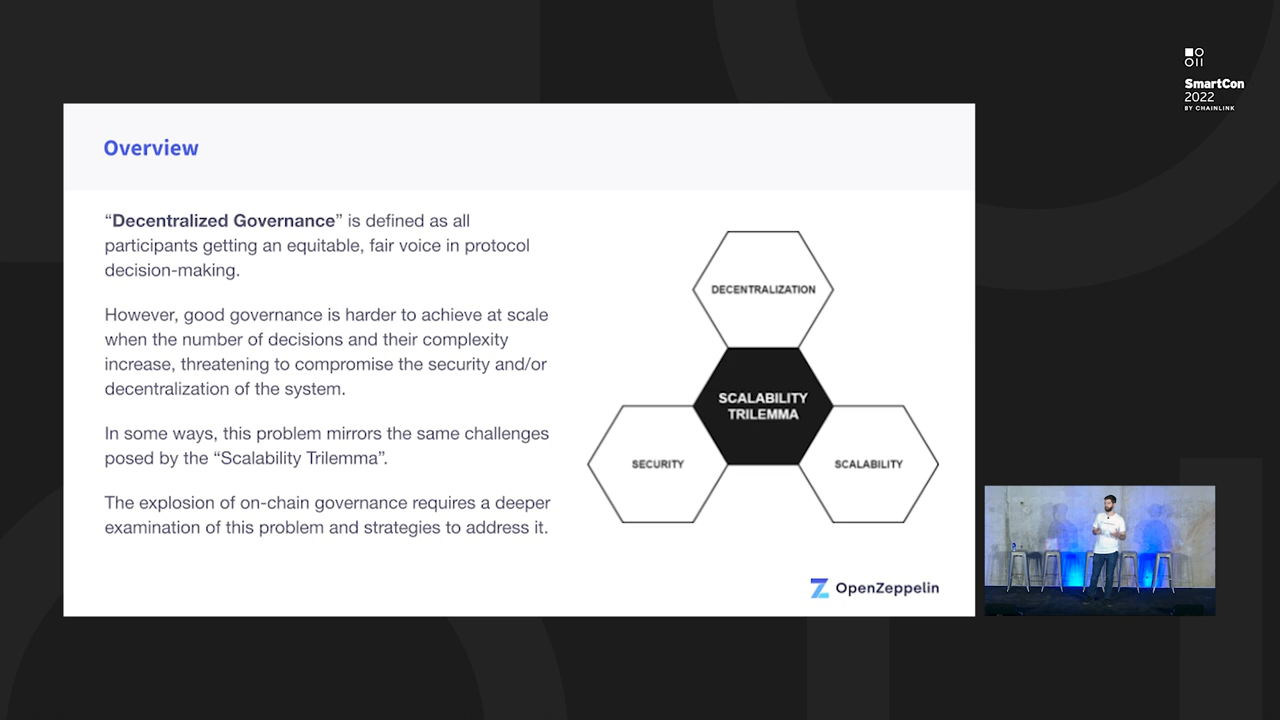 SmartCon
2022
BY CHAINLINK
Overview
“Decentralized Governance” is defined as all
participants getting an equitable, fair voice in protocol
decision-making.
However, good governance is harder to achieve at scale
when the number of decisions and their complexity
increase, threatening to compromise the security and/or
decentralization of the system.
In some ways, this problem mirrors the same challenges
posed by the “Scalability Trilemma”.
The explosion of on-chain governance requires a deeper
examination of this problem and strategies to address it.
DECENTRALIZATION
SCALABILITY
TRILEMMA
SECURITY
SCALABILITY
OpenZeppelin